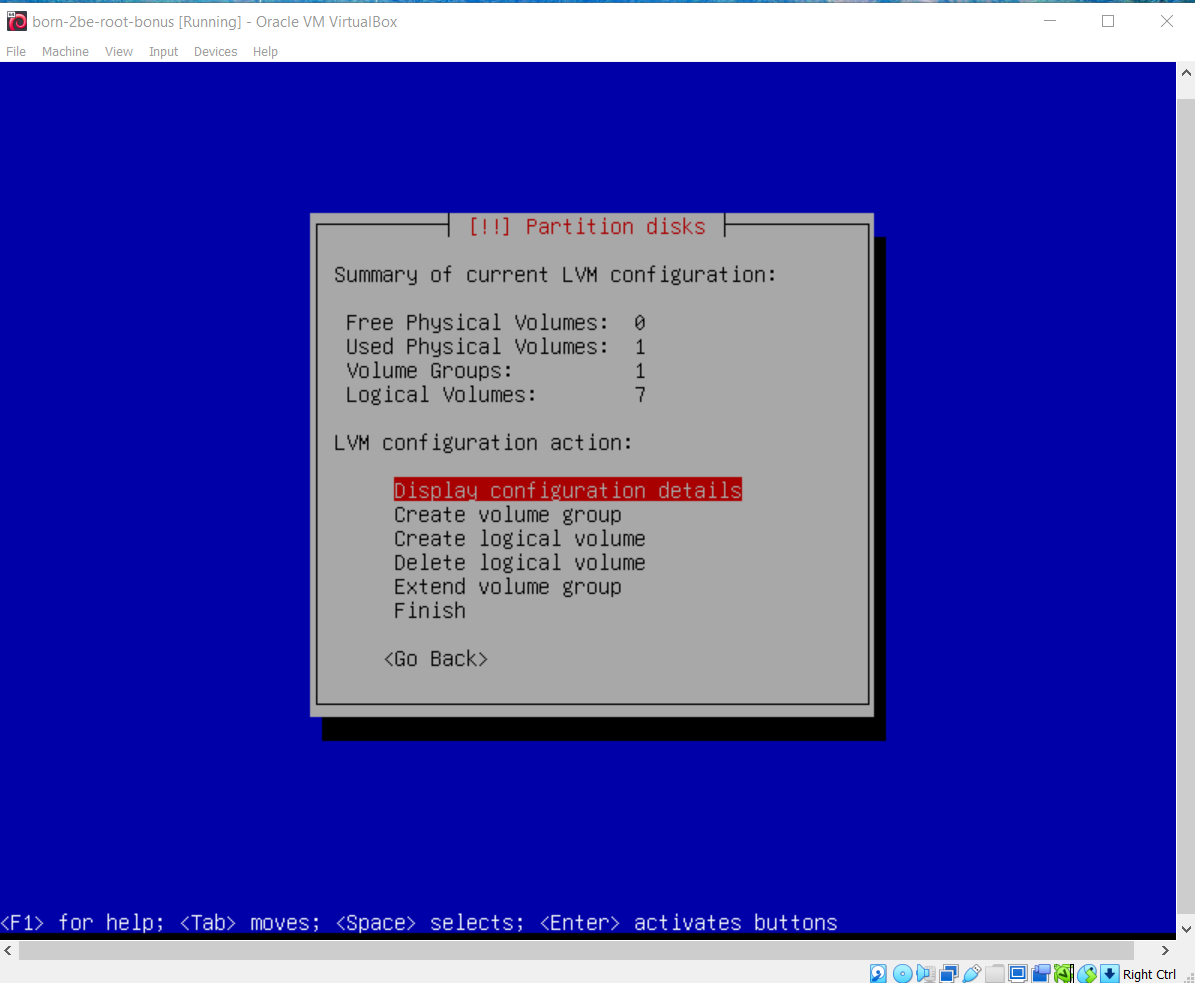 born-2be-root-bonus [Running] - Oracle VM VirtualBox
File Machine View Input Devices Help
[!!] Partition disks
Summary of current LVM configuration:
Free Physical Volumes: 0
Used Physical Volumes: 1
Volume Groups: 1
Logical Volumes: 7
LVM configuration action:
Display configuration details
Create volume group
Create logical volume
Delete logical volume
Extend volume group
Finish
<Go Back>
<F1> for help; <Tab> moves; <Space> selects; <Enter> activates buttons
Right Ctrl